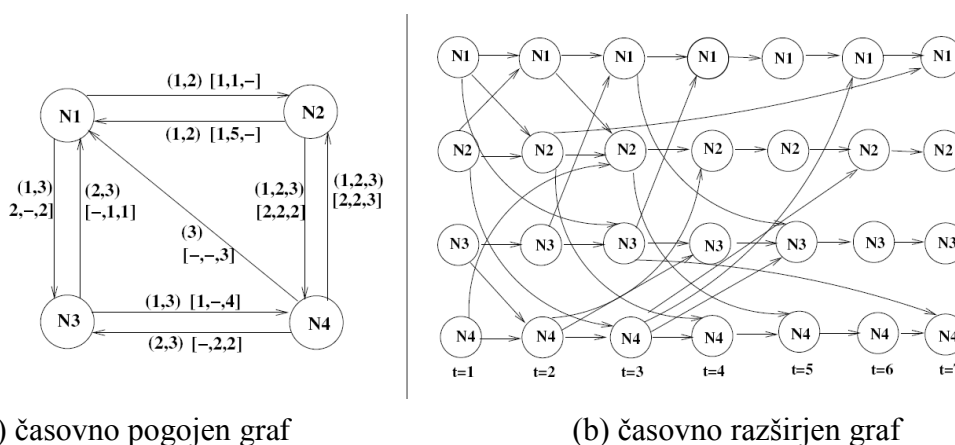 (1,2) [1,1,–]
N1
N2
(1,2) [1,5,–]
(1,3)
2,–,2]
(2,3)
[–,1,1]
(1,2,3)
[2,2,2]
(1,2,3)
[2,2,3]
(3)
[–,–,3]
N3
(1,3) [1,–,4]
N4
(2,3) [–,2,2]
) časovno pogojen graf
N1 N1 N1 N1 N1 N1 N1
N2 N2 N2 N2 N2 N2 N2
N3 N3 N3 N3 N3 N3 N3
N4 N4 N4 N4 N4 N4 N4
t=1 t=2 t=3 t=4 t=5 t=6 t=7
(b) časovno razširjen graf